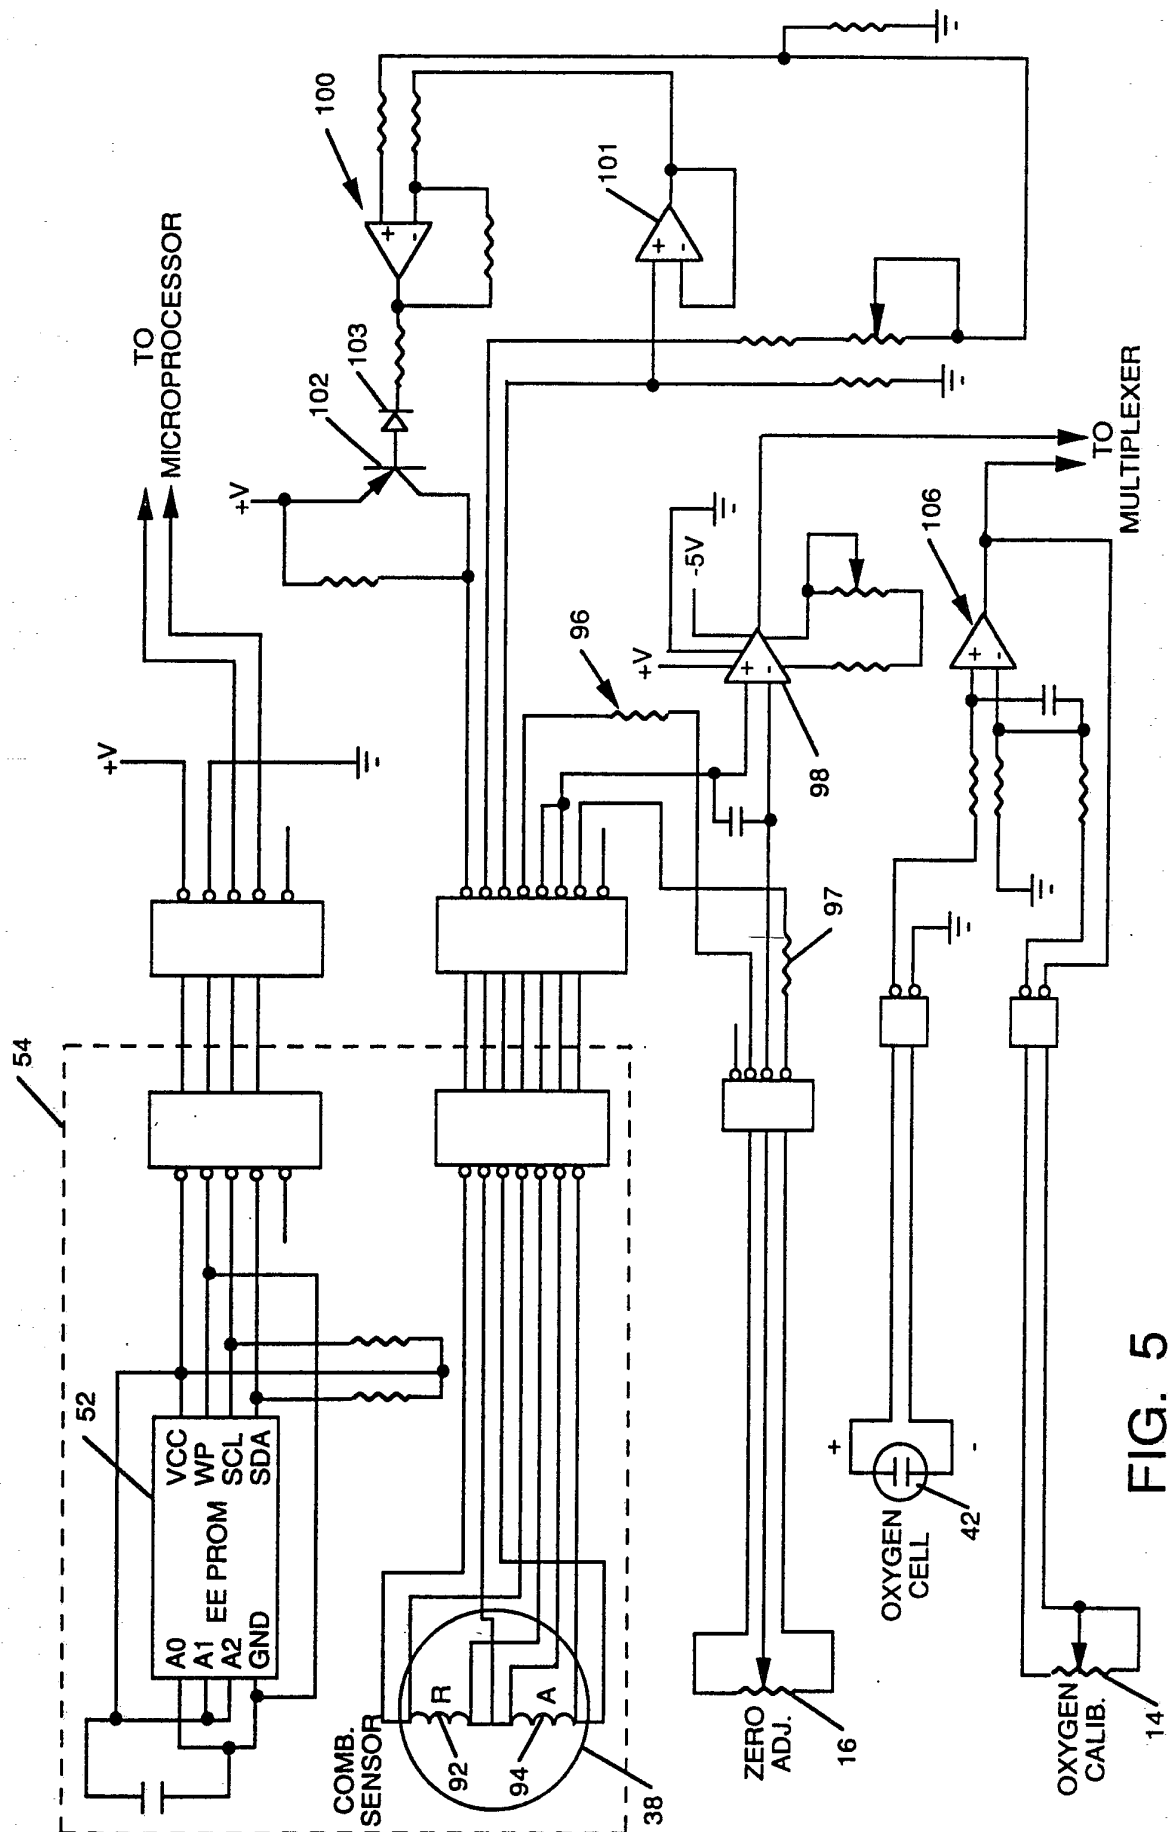 54
52
A0
A1
A2
GND
EE PROM
VCC
WP
SCL
SDA
+V
TO
MICROPROCESSOR
COMB.
SENSOR
R
92
A
94
38
+V
102
103
100
+
-
101
+
-
96
+V
-5V
+
-
98
97
ZERO
ADJ.
16
106
+
-
TO
MULTIPLEXER
OXYGEN
CELL
+
-
42
OXYGEN
CALIB.
14
FIG. 5